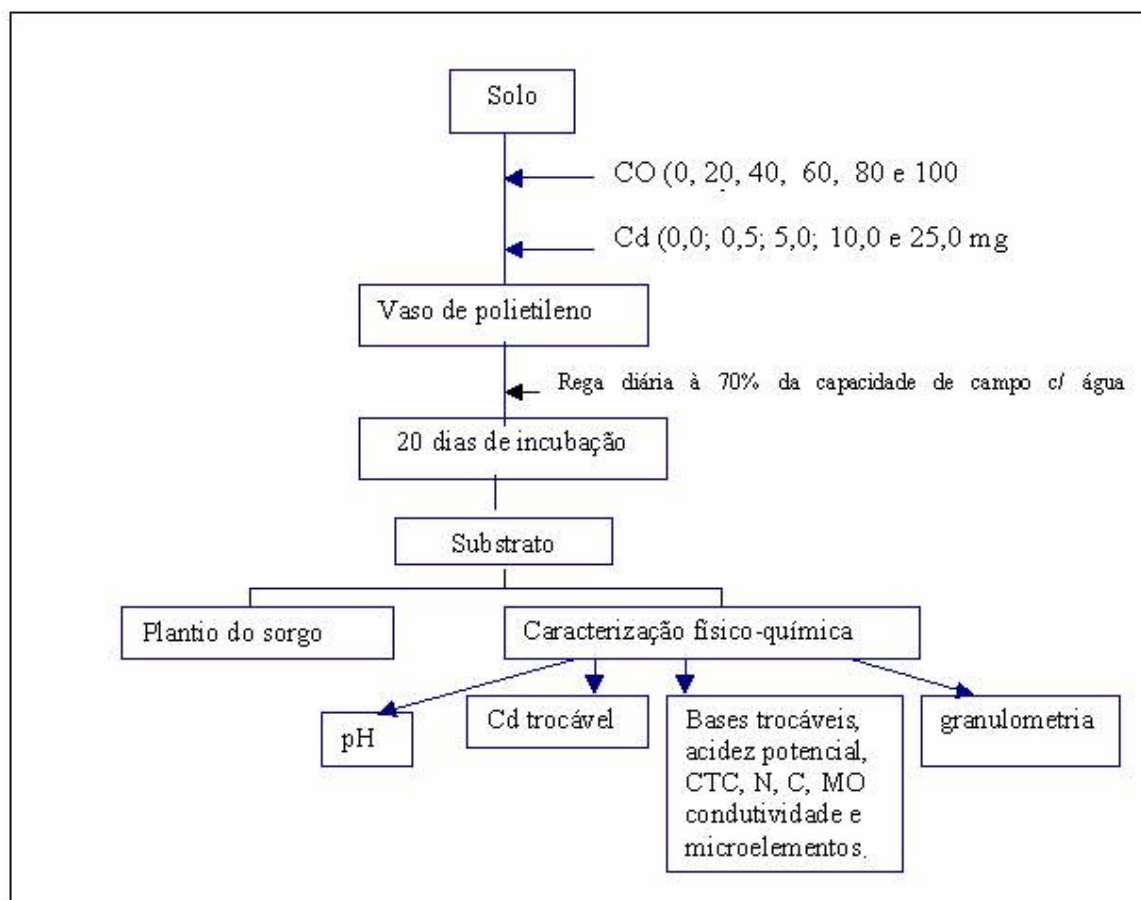 Solo
CO (0, 20, 40, 60, 80 e 100
Cd (0,0; 0,5; 5,0; 10,0 e 25,0 mg
Vaso de polietileno
Rega diária à 70% da capacidade de campo c/ água
20 dias de incubação
Substrato
Plantio do sorgo
Caracterização físico-química
pH
Cd trocável
Bases trocáveis,
acidez potencial,
CTC, N, C, MO
condutividade e
microelementos.
granulometria